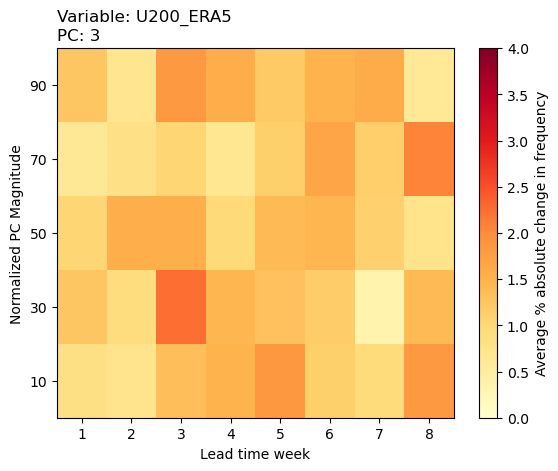 Variable: U200_ERA5
PC: 3
90
70
50
30
10
Normalized PC Magnitude
1 2 3 4 5 6 7 8
Lead time week
4.0
3.5
3.0
2.5
2.0
1.5
1.0
0.5
0.0
Average % absolute change in frequency